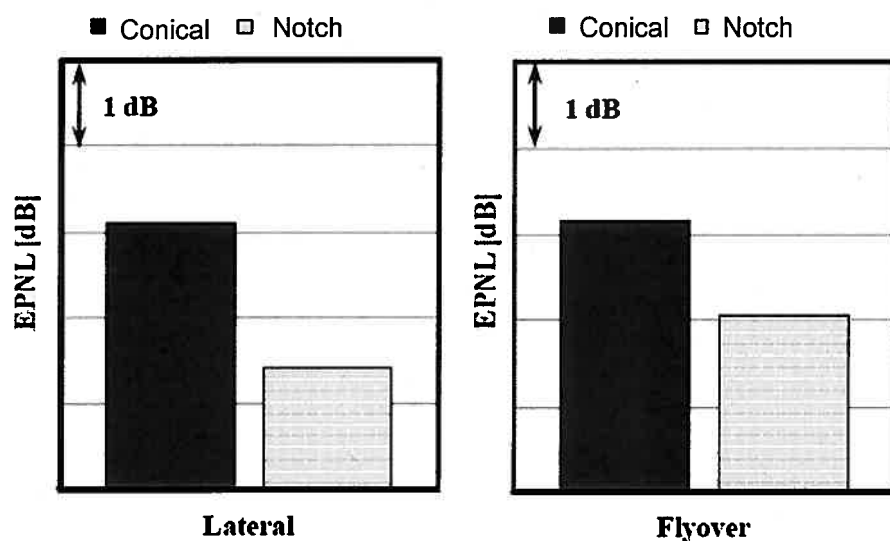 Conical Notch
1 dB
EPNL [dB]
Lateral
Conical Notch
1 dB
EPNL [dB]
Flyover